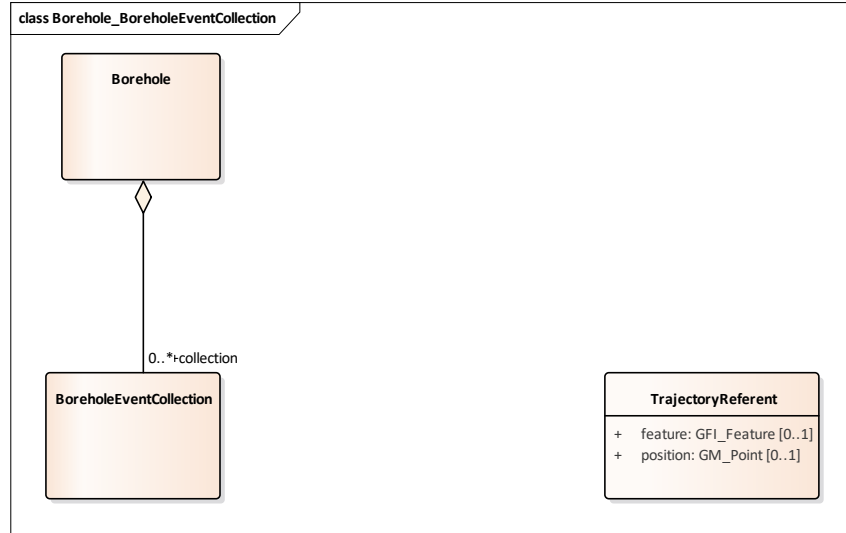 class Borehole_BoreholeEventCollection
Borehole
0..* +collection
BoreholeEventCollection
TrajectoryReferent
+ feature: GFI_Feature [0..1]
+ position: GM_Point [0..1]